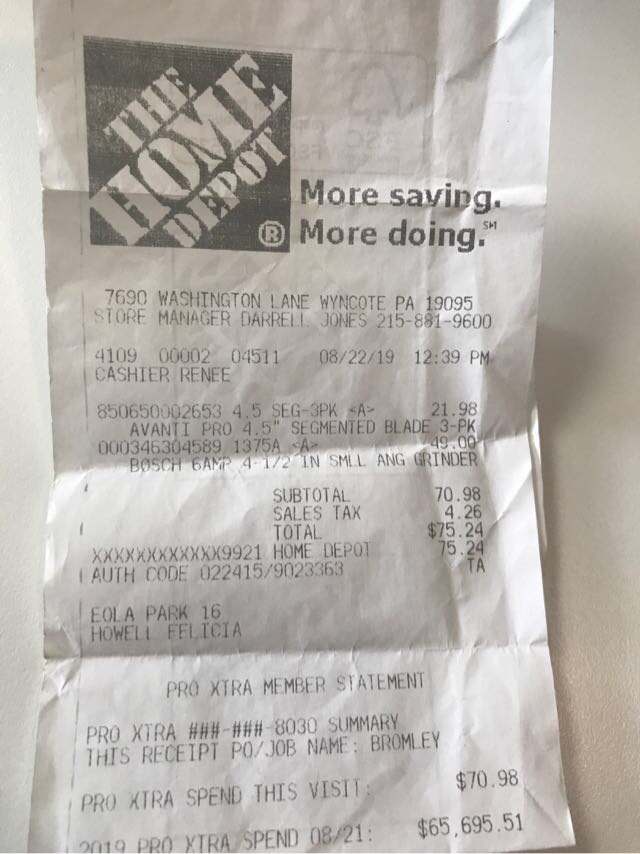 THE
HOME
DEPOT
®
More saving.
More doing.℠
7690 WASHINGTON LANE WYNCOTE PA 19095
STORE MANAGER DARRELL JONES 215-881-9600
4109 00002 04511 08/22/19 12:39 PM
CASHIER RENEE
850650002653 4.5 SEG-3PK <A> 21.98
AVANTI PRO 4.5" SEGMENTED BLADE 3-PK
000346304589 1375A <A> 49.00
BOSCH 6AMP 4-1/2 IN SMLL ANG GRINDER
SUBTOTAL 70.98
SALES TAX 4.26
TOTAL $75.24
XXXXXXXXXXXX9921 HOME DEPOT 75.24
AUTH CODE 022415/9023363 TA
EOLA PARK 16
HOWELL FELICIA
PRO XTRA MEMBER STATEMENT
PRO XTRA ###-###-8030 SUMMARY
THIS RECEIPT PO/JOB NAME: BROMLEY
PRO XTRA SPEND THIS VISIT: $70.98
2019 PRO XTRA SPEND 08/21: $65,695.51